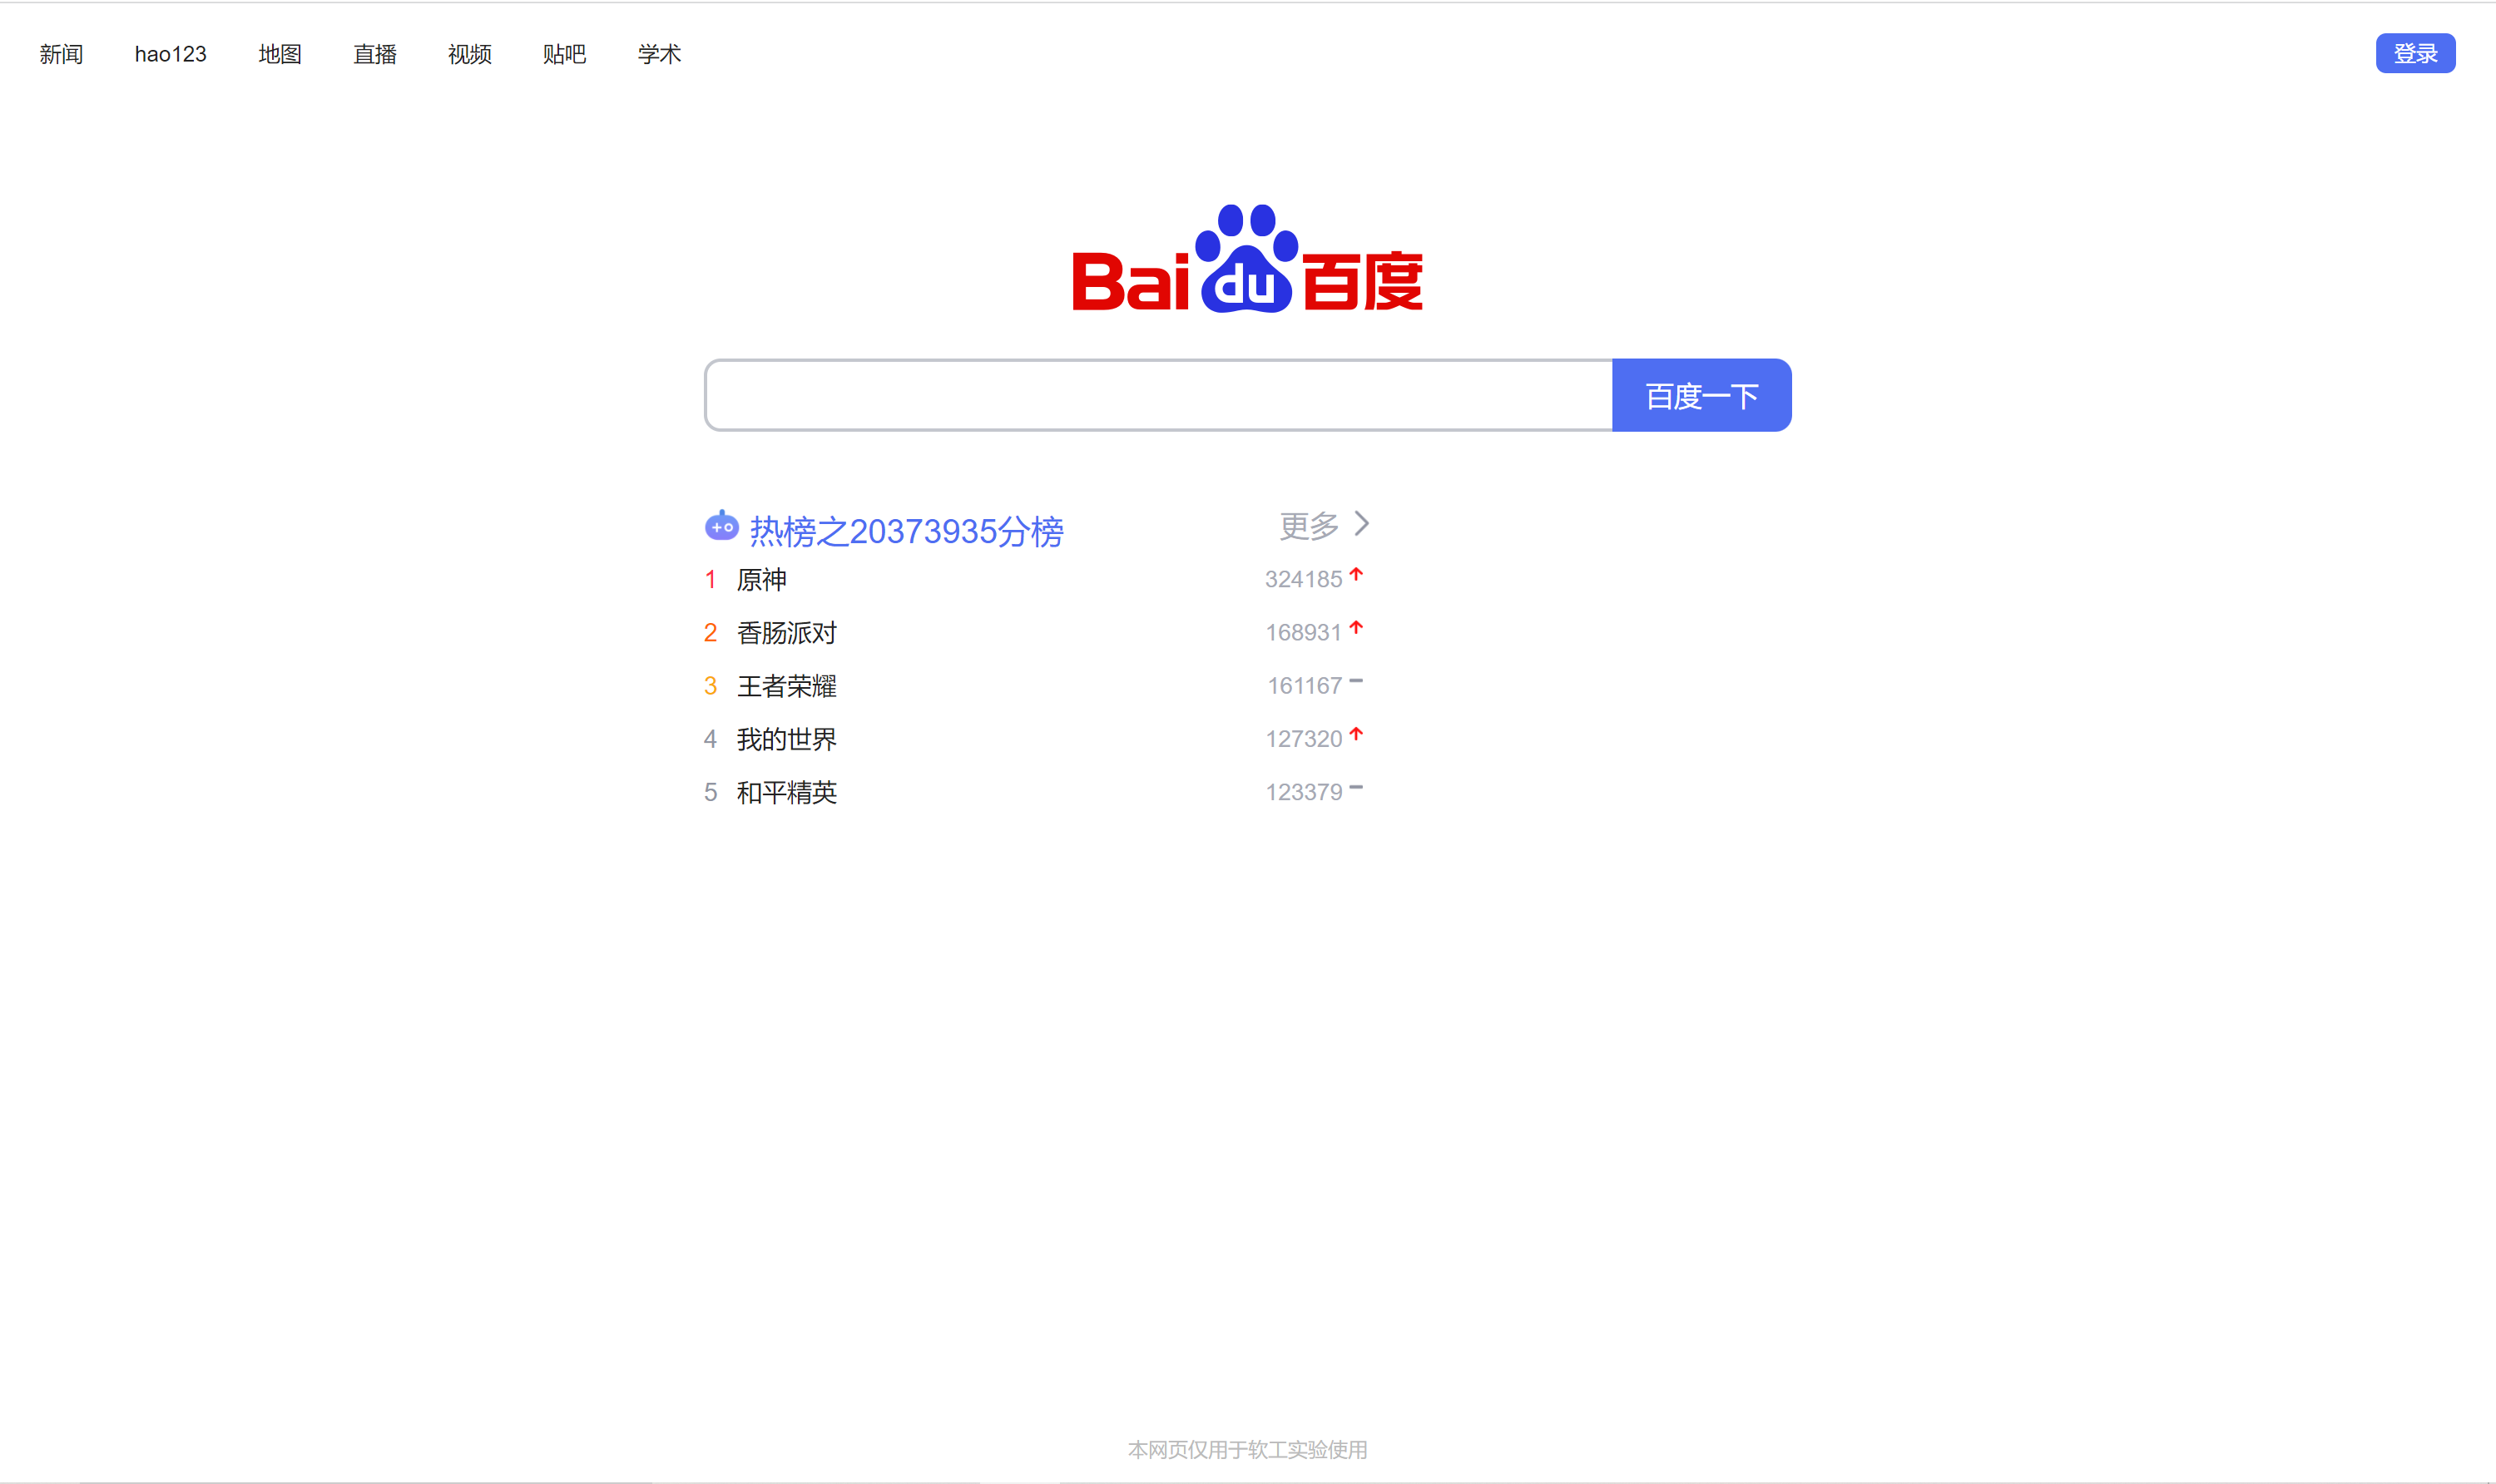 新闻 hao123 地图 直播 视频 贴吧 学术 登录
Bai du 百度
百度一下
热榜之20373935分榜 更多
1 原神 324185
2 香肠派对 168931
3 王者荣耀 161167
4 我的世界 127320
5 和平精英 123379
本网页仅用于软工实验使用